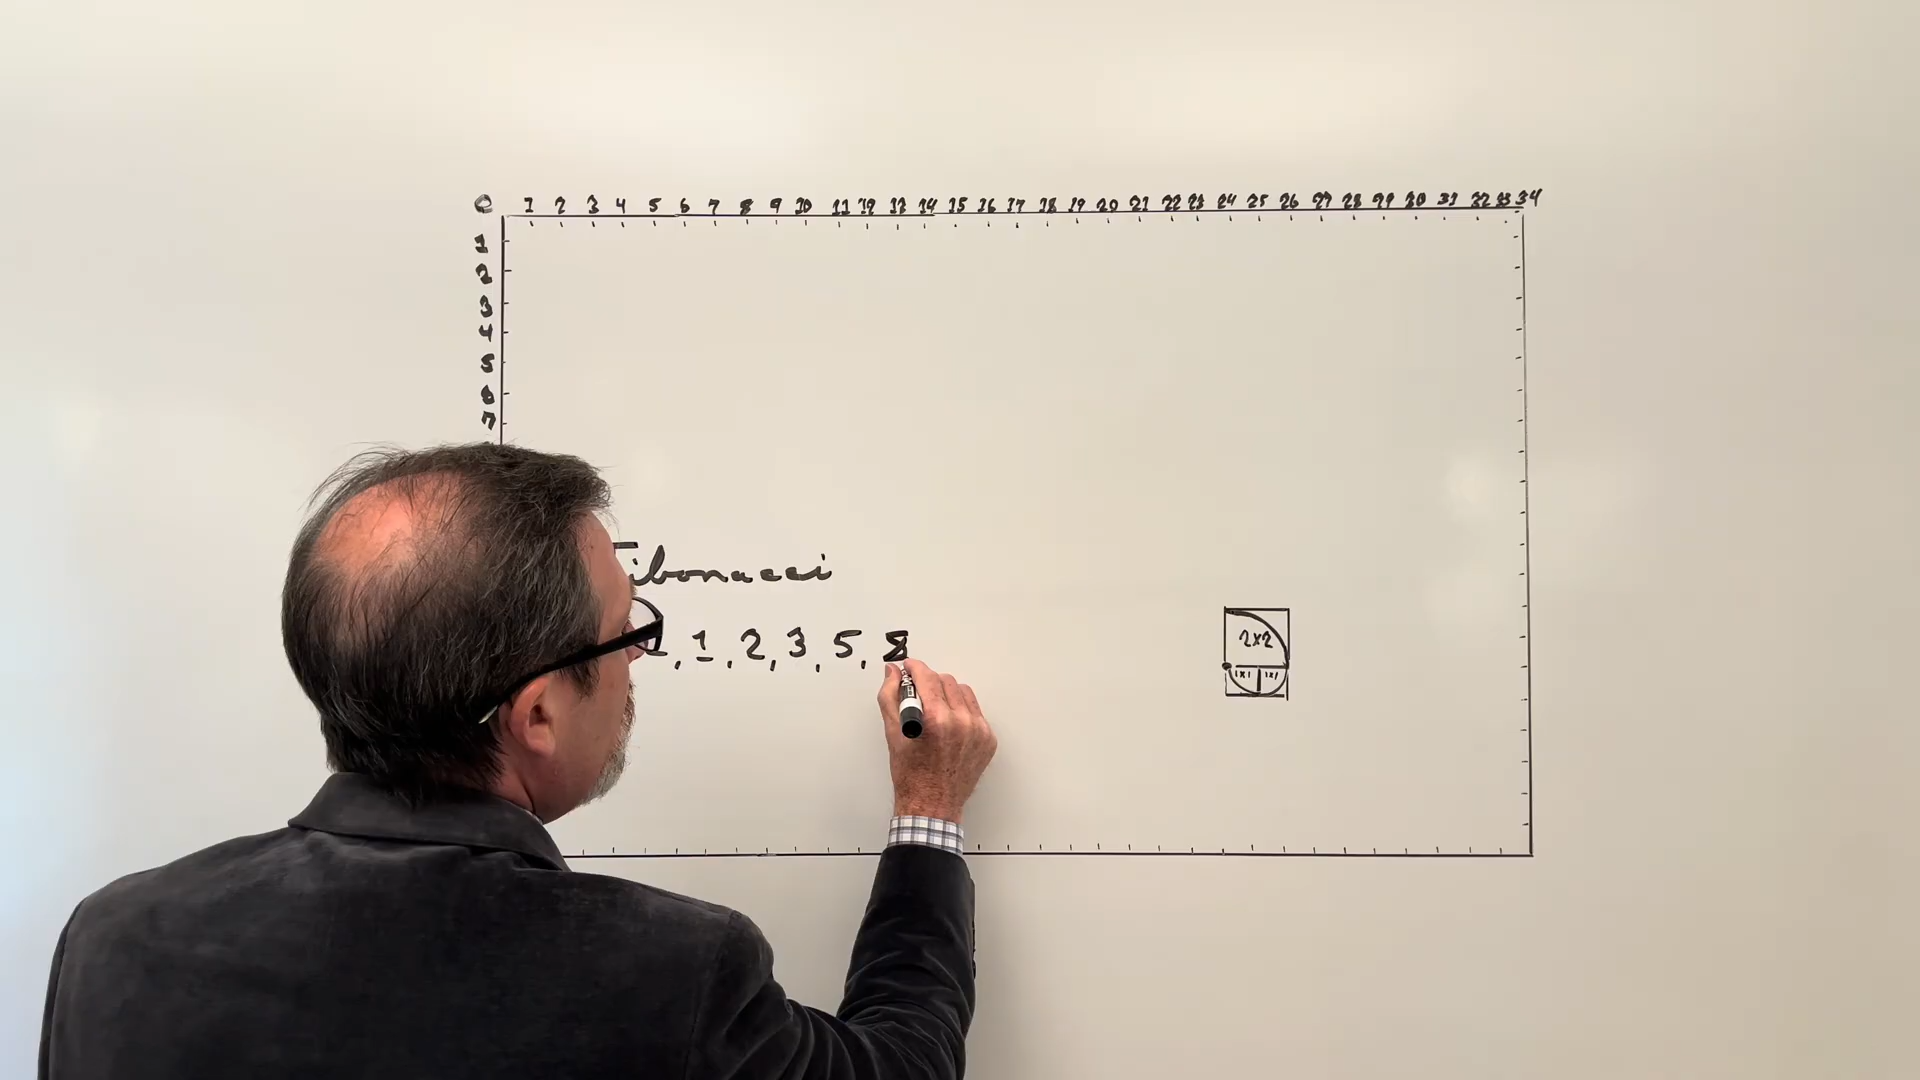 0 1 2 3 4 5 6 7 8 9 10 11 12 13 14 15 16 17 18 19 20 21 22 23 24 25 26 27 28 29 30 31 32 33 34
1
2
3
4
5
6
7
Fibonacci
, 1, 2, 3, 5, 8
2x2
1x1 1x1